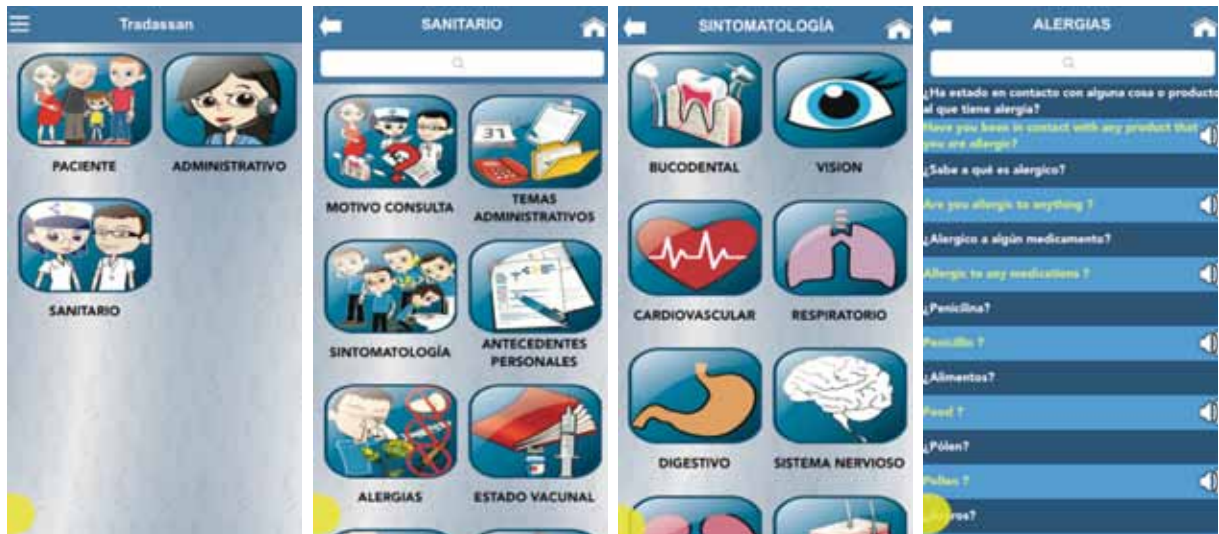 Tradassan
PACIENTE
ADMINISTRATIVO
SANITARIO
SANITARIO
MOTIVO CONSULTA
31
TEMAS
ADMINISTRATIVOS
SINTOMATOLOGÍA
ANTECEDENTES
PERSONALES
ALERGIAS
ESTADO VACUNAL
SINTOMATOLOGÍA
BUCODENTAL
VISION
CARDIOVASCULAR
RESPIRATORIO
DIGESTIVO
SISTEMA NERVIOSO
ALERGIAS
¿Ha estado en contacto con alguna cosa o producto
al que tiene alergia?
Have you been in contact with any product that
you are allergic?
¿Sabe a qué es alergico?
Are you allergic to anything ?
¿Alergico a algún medicamento?
Allergic to any medications ?
¿Penicilina?
Penicillin ?
¿Alimentos?
Food ?
¿Pólen?
Pollen ?